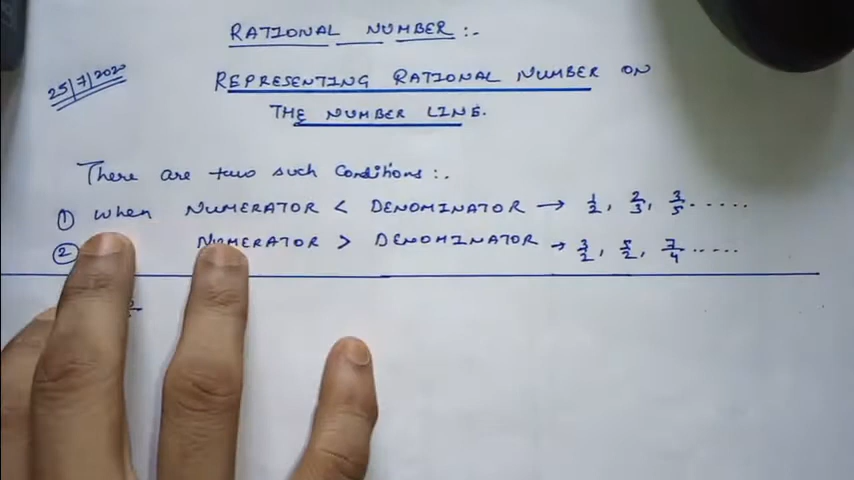 RATIONAL NUMBER :-
25/7/2020
REPRESENTING RATIONAL NUMBER ON
THE NUMBER LINE.
There are two such Conditions :.
① When NUMERATOR < DENOMINATOR → 1/2, 2/3, 3/5 .....
② NUMERATOR > DENOMINATOR → 3/2, 5/2, 7/4 .....